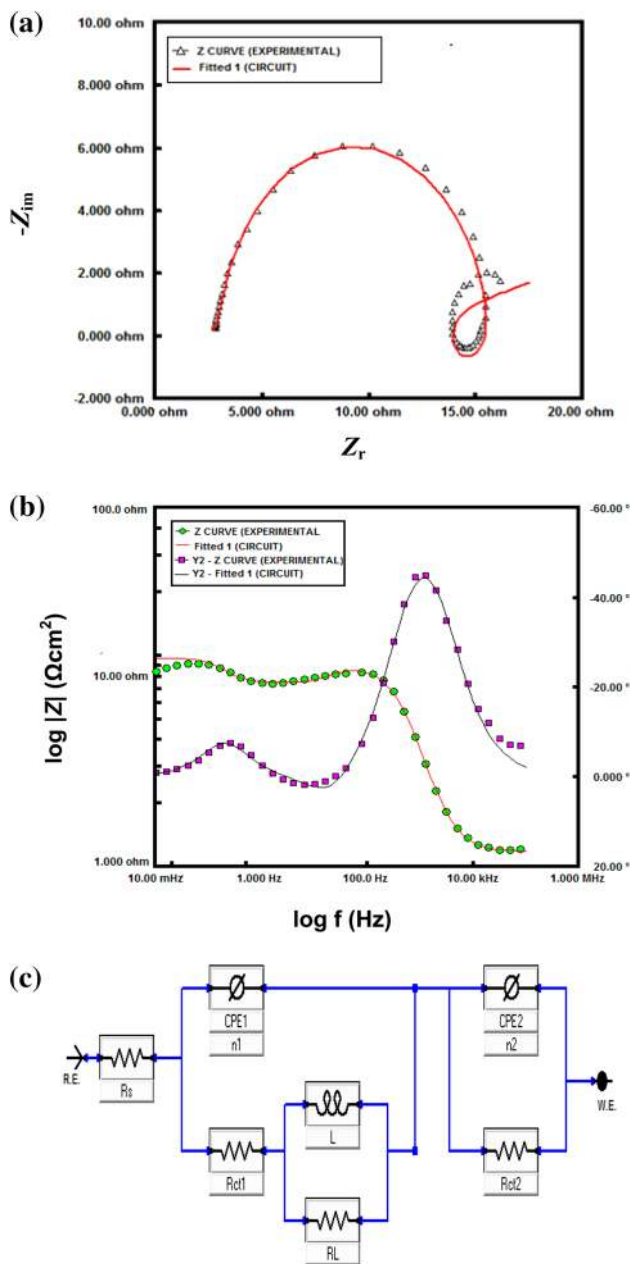 (a)
10.00 ohm
Z CURVE (EXPERIMENTAL)
Fitted 1 (CIRCUIT)
8.000 ohm
6.000 ohm
4.000 ohm
2.000 ohm
0.000 ohm
-2.000 ohm
-Zim
0.000 ohm 5.000 ohm 10.00 ohm 15.00 ohm 20.00 ohm
Zr
(b)
100.0 ohm
-60.00 °
Z CURVE (EXPERIMENTAL
Fitted 1 (CIRCUIT)
Y2 - Z CURVE (EXPERIMENTAL)
Y2 - Fitted 1 (CIRCUIT)
-40.00 °
10.00 ohm
-20.00 °
0.000 °
1.000 ohm
20.00 °
log |Z| (Ωcm²)
10.00 mHz 1.000 Hz 100.0 Hz 10.00 kHz 1.000 MHz
log f (Hz)
(c)
CPE1
n1
CPE2
n2
R.E.
Rs
L
W.E.
Rct1
Rct2
RL